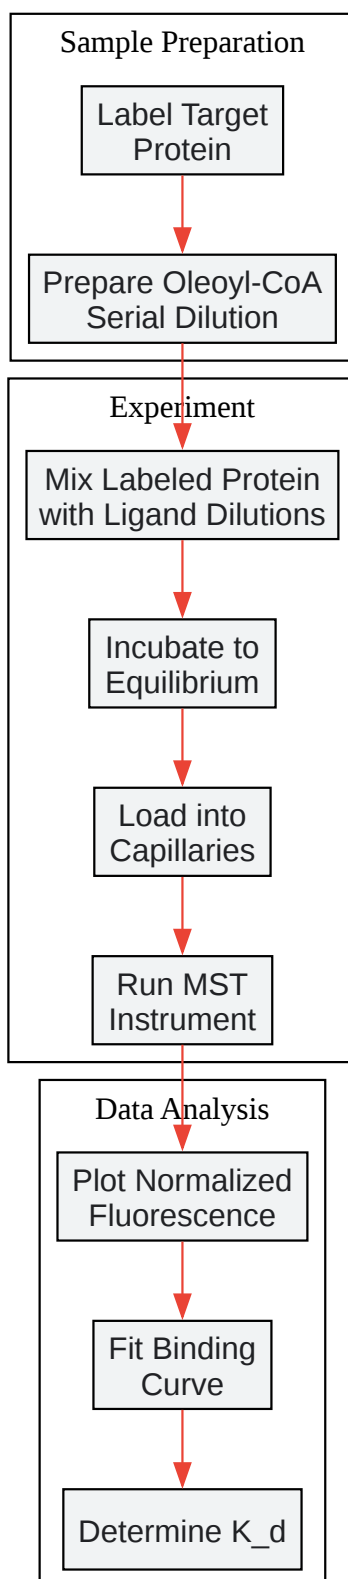 Sample Preparation
Label Target
Protein
Prepare Oleoyl-CoA
Serial Dilution
Experiment
Mix Labeled Protein
with Ligand Dilutions
Incubate to
Equilibrium
Load into
Capillaries
Run MST
Instrument
Data Analysis
Plot Normalized
Fluorescence
Fit Binding
Curve
Determine K_d